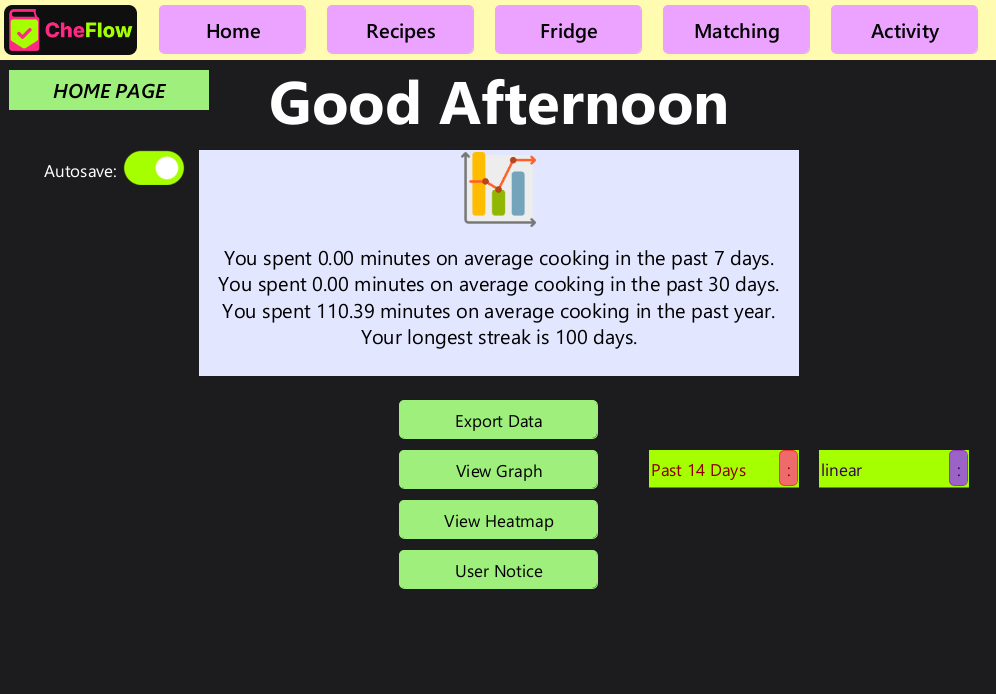 CheFlow
Home
Recipes
Fridge
Matching
Activity
HOME PAGE
Good Afternoon
Autosave:
You spent 0.00 minutes on average cooking in the past 7 days.
You spent 0.00 minutes on average cooking in the past 30 days.
You spent 110.39 minutes on average cooking in the past year.
Your longest streak is 100 days.
Export Data
View Graph
Past 14 Days :
linear :
View Heatmap
User Notice